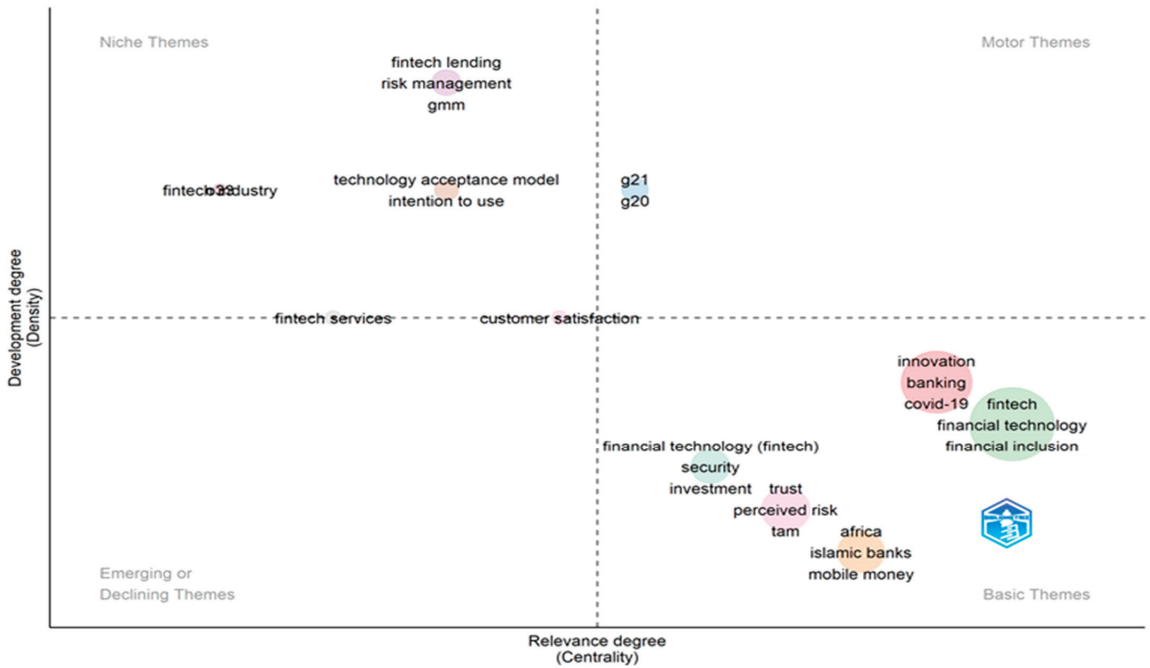 Niche Themes
Motor Themes
fintech lending
risk management
gmm
fintech industry
technology acceptance model
intention to use
g21
g20
fintech services
customer satisfaction
innovation
banking
covid-19
fintech
financial technology
financial inclusion
financial technology (fintech)
security
investment
trust
perceived risk
tam
africa
islamic banks
mobile money
Emerging or
Declining Themes
Basic Themes
Development degree
(Density)
Relevance degree
(Centrality)